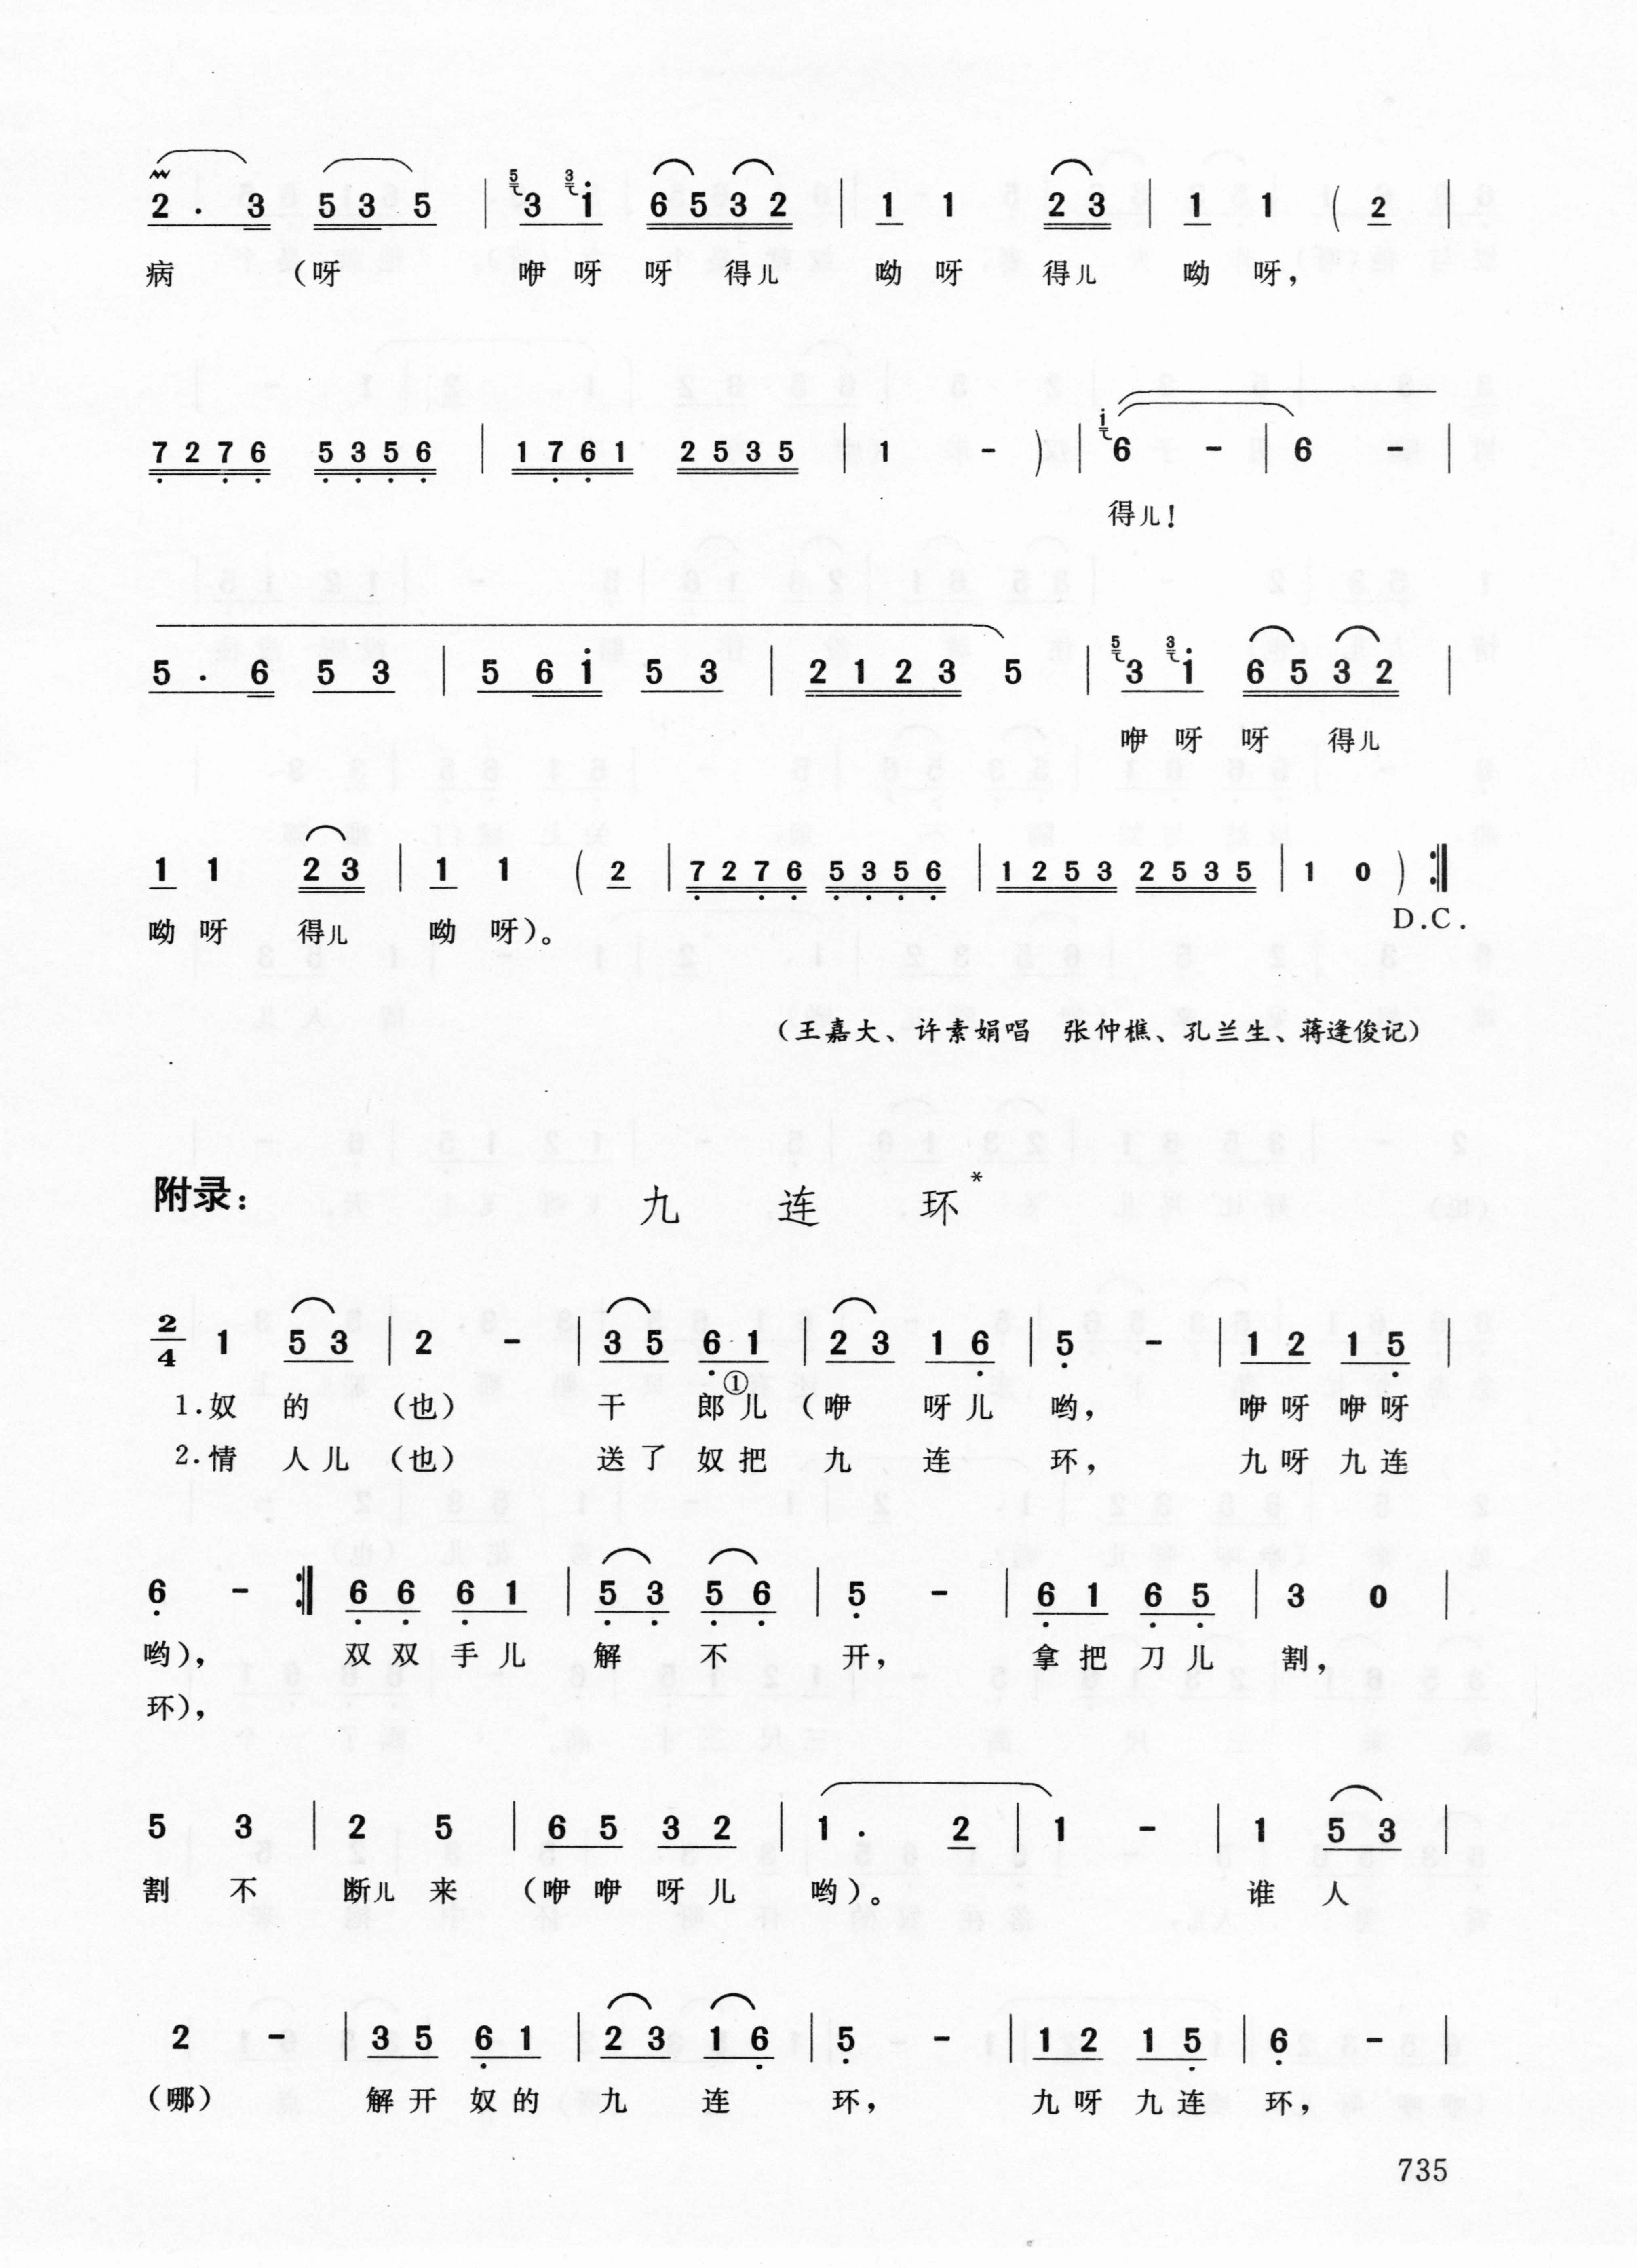 2 · 3 5 3 5 | 5 3 3 i 6 5 3 2 | 1 1 2 3 | 1 1 ( 2 |
病 (呀 咿 呀 呀 得儿 呦 呀 得儿 呦 呀,
7 2 7 6 5 3 5 6 | 1 7 6 1 2 5 3 5 | 1 - ) | i 6 - | 6 - |
得儿!
5 · 6 5 3 | 5 6 i 5 3 | 2 1 2 3 5 | 5 3 3 i 6 5 3 2 |
咿 呀 呀 得儿
1 1 2 3 | 1 1 ( 2 | 7 2 7 6 5 3 5 6 | 1 2 5 3 2 5 3 5 | 1 0 ) :||
呦 呀 得儿 呦 呀)。 D.C.
(王嘉大、许素娟唱 张仲樵、孔兰生、蒋逢俊记)
附录: 九 连 环*
2/4 1 5 3 | 2 - | 3 5 6 1 | 2 3 1 6 | 5 - | 1 2 1 5 |
1.奴 的 (也) 干 郎①儿 (咿 呀儿 哟, 咿呀 咿呀
2.情 人儿 (也) 送了 奴把 九 连 环, 九呀 九连
6 - :|| 6 6 6 1 | 5 3 5 6 | 5 - | 6 1 6 5 | 3 0 |
哟), 双双 手儿 解 不 开, 拿把 刀儿 割,
环),
5 3 | 2 5 | 6 5 3 2 | 1 · 2 | 1 - | 1 5 3 |
割 不 断儿 来 (咿咿 呀儿 哟)。 谁 人
2 - | 3 5 6 1 | 2 3 1 6 | 5 - | 1 2 1 5 | 6 - |
(哪) 解开 奴的 九 连 环, 九呀 九连 环,
735